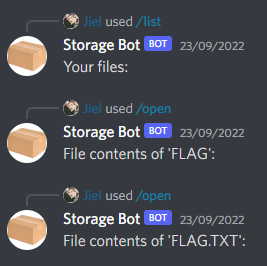 Jiel used /list
Storage Bot BOT 23/09/2022
Your files:
Jiel used /open
Storage Bot BOT 23/09/2022
File contents of 'FLAG':
Jiel used /open
Storage Bot BOT 23/09/2022
File contents of 'FLAG.TXT':